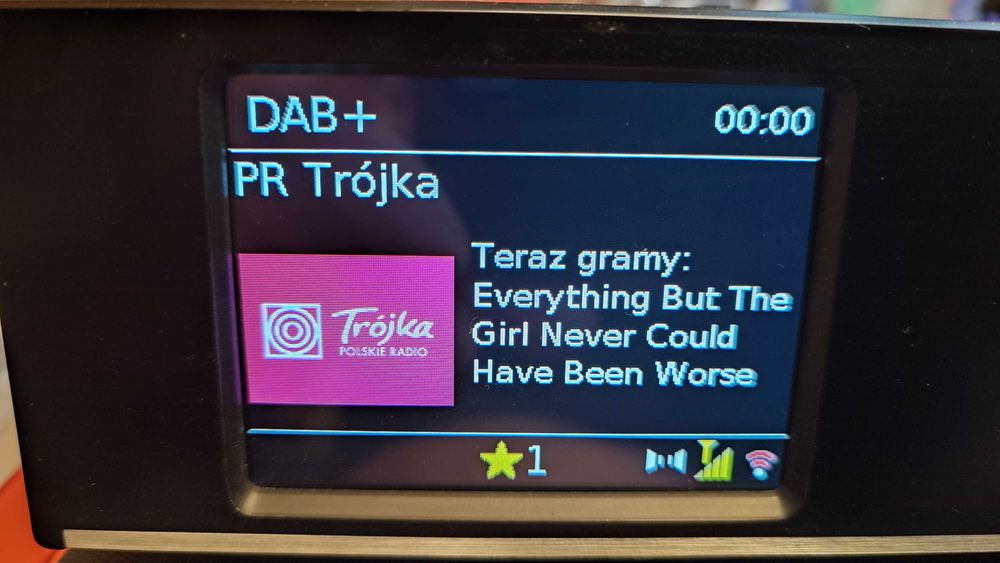 DAB+ 00:00
PR Trójka
Trójka
POLSKIE RADIO
Teraz gramy:
Everything But The
Girl Never Could
Have Been Worse
1